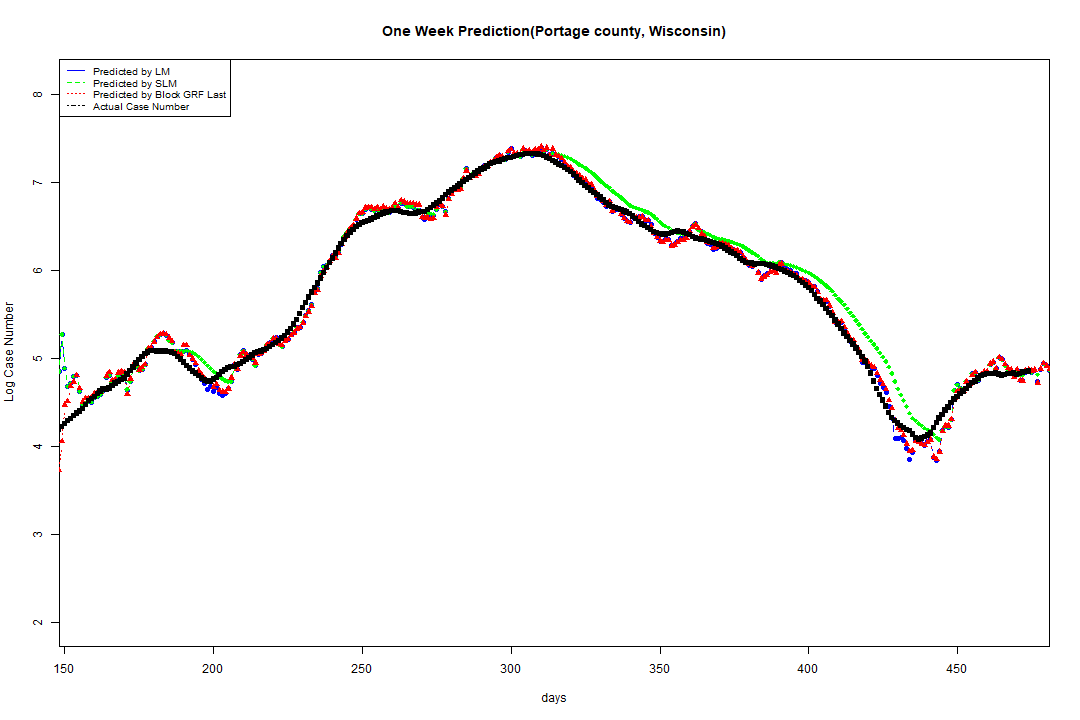 One Week Prediction(Portage county, Wisconsin)
Predicted by LM
Predicted by SLM
Predicted by Block GRF Last
Actual Case Number
Log Case Number
8
7
6
5
4
3
2
150 200 250 300 350 400 450
days